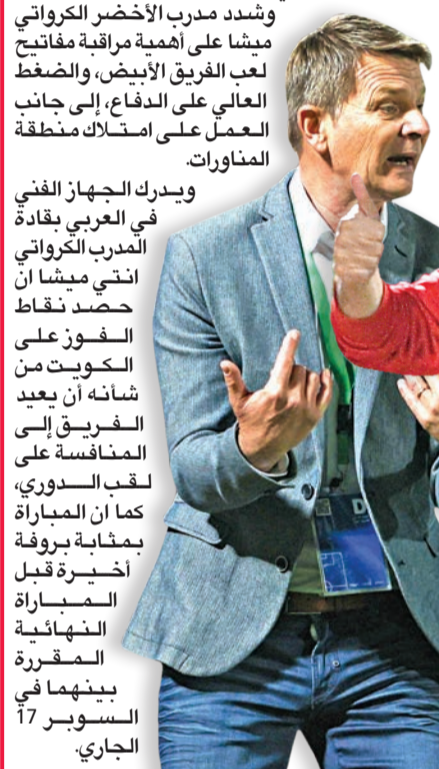 وشدد مدرب الأخضر الكرواتي
ميشا على أهمية مراقبة مفاتيح
لعب الفريق الأبيض، والضغط
العالي على الدفاع، إلى جانب
العمل على امتلاك منطقة
المناورات.
ويدرك الجهاز الفني
في العربي بقادة
المدرب الكرواتي
انتي ميشا ان
حصد نقاط
الفوز على
الكويت من
شأنه أن يعيد
الفريق إلى
المنافسة على
لقب الدوري،
كما ان المباراة
بمثابة بروفة
أخيرة قبل
المباراة
النهائية
المقررة
بينهما في
السوبر 17
الجاري.